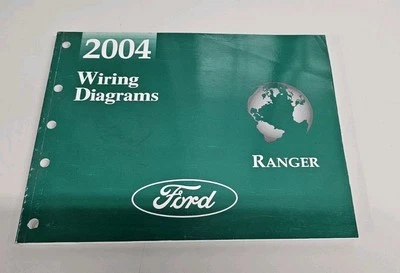 2004
Wiring
Diagrams
RANGER
Ford